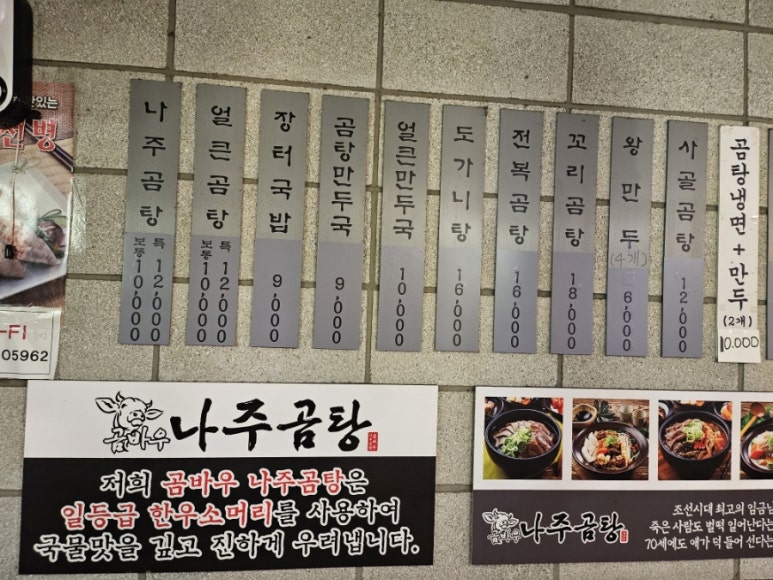 있는
병
-FI
05962
나주곰탕
특 12,000
보통 10,000
얼큰곰탕
특 12,000
보통 10,000
장터국밥
9,000
곰탕만두국
9,000
얼큰만두국
10,000
도가니탕
16,000
전복곰탕
16,000
꼬리곰탕
18,000
왕만두
(4개)
6,000
사골곰탕
12,000
곰탕냉면+만두
(2개)
10.000
곰바우 나주곰탕
저희 곰바우 나주곰탕은
일등급 한우소머리를 사용하여
국물맛을 깊고 진하게 우려냅니다.
곰바우 나주곰탕
조선시대 최고의 임금님
죽은 사람도 벌떡 일어난다는
70세에도 애가 덕 들어 선다는